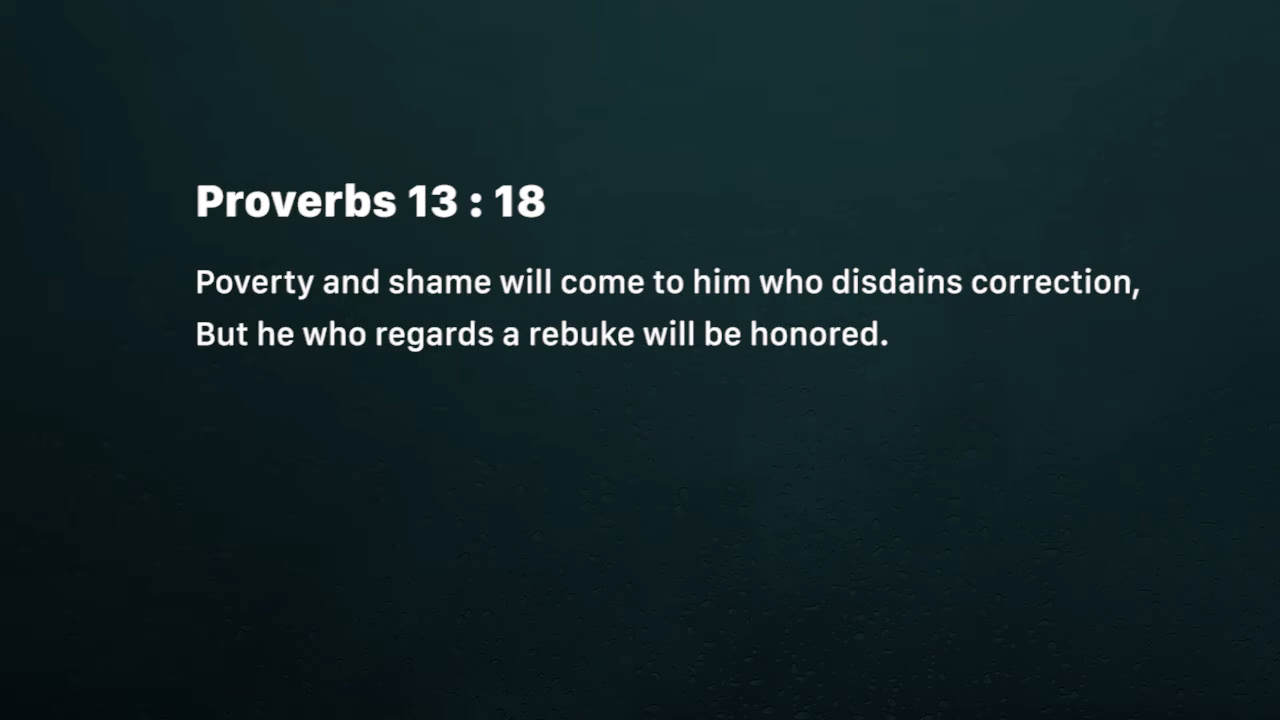 Proverbs 13 : 18
Poverty and shame will come to him who disdains correction,
But he who regards a rebuke will be honored.